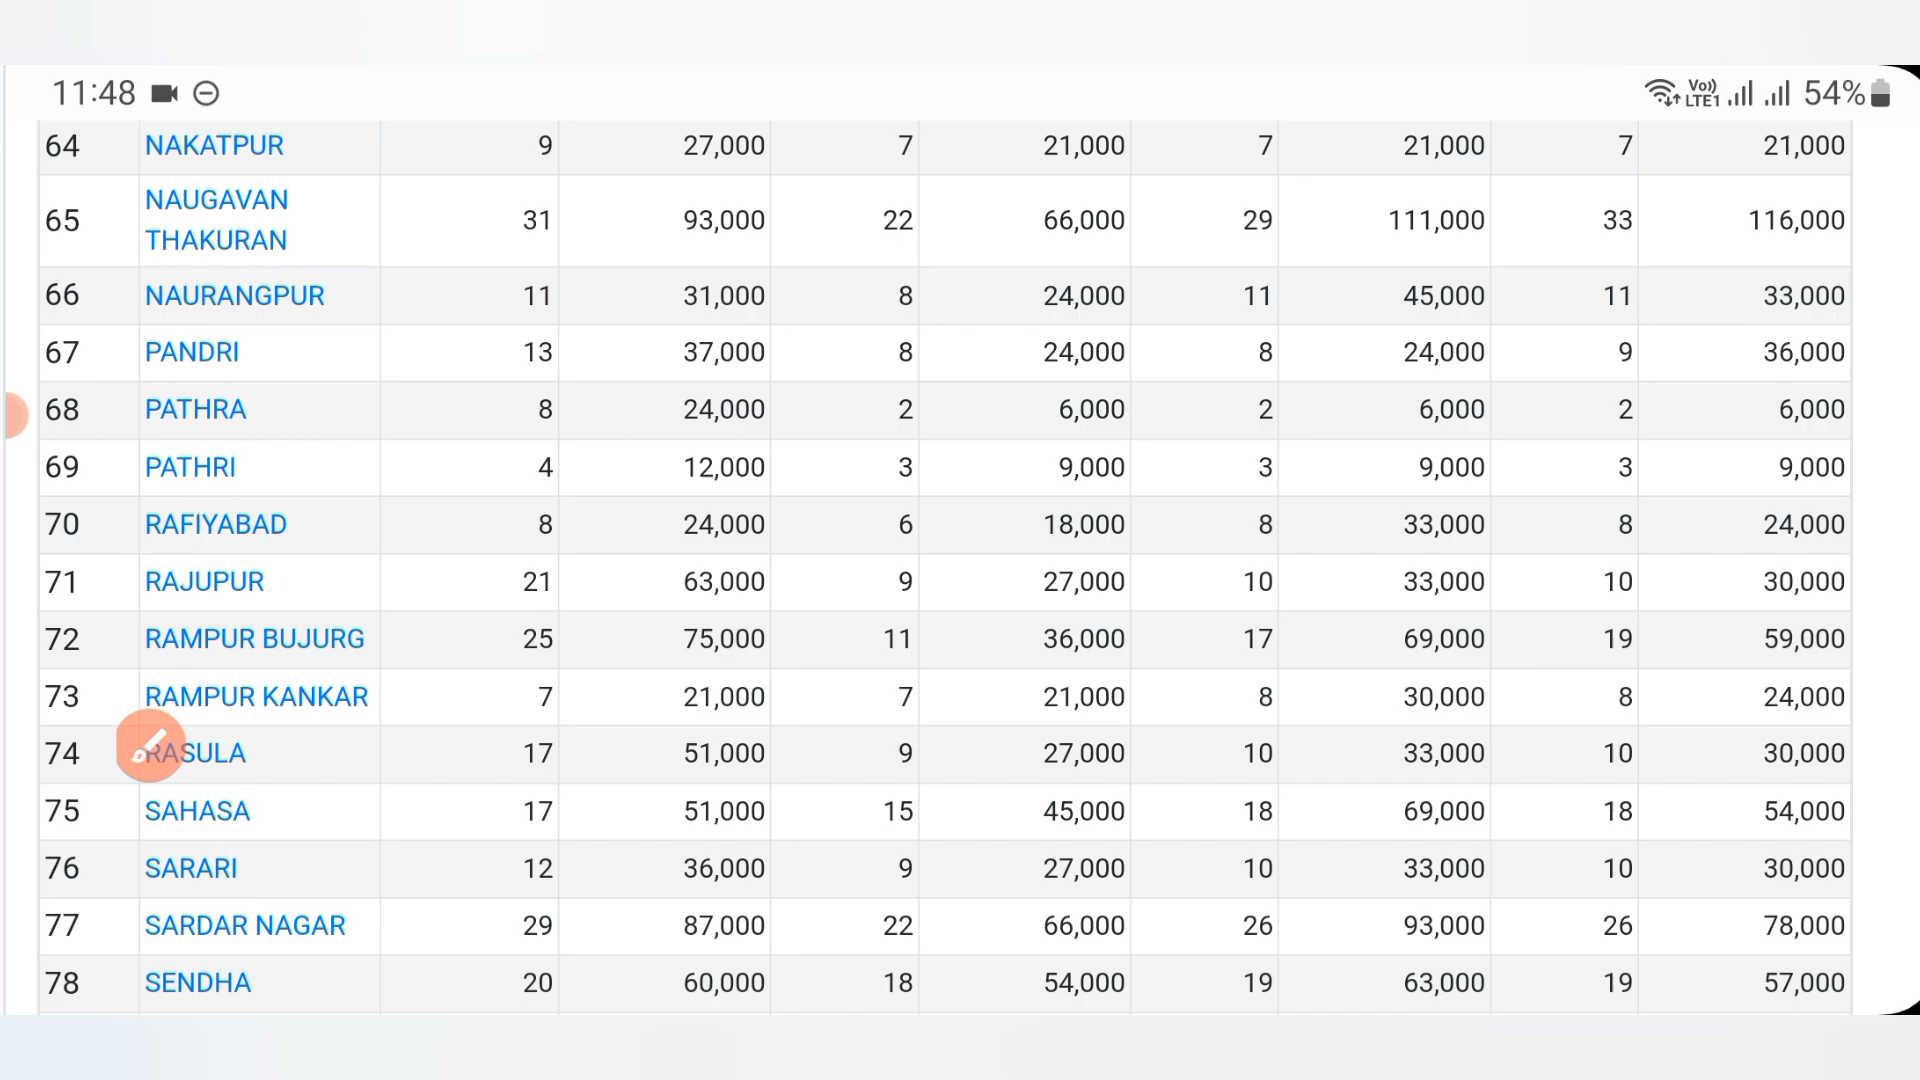 11:48 Vo)) LTE1 54%
64 NAKATPUR 9 27,000 7 21,000 7 21,000 7 21,000
65 NAUGAVAN THAKURAN 31 93,000 22 66,000 29 111,000 33 116,000
66 NAURANGPUR 11 31,000 8 24,000 11 45,000 11 33,000
67 PANDRI 13 37,000 8 24,000 8 24,000 9 36,000
68 PATHRA 8 24,000 2 6,000 2 6,000 2 6,000
69 PATHRI 4 12,000 3 9,000 3 9,000 3 9,000
70 RAFIYABAD 8 24,000 6 18,000 8 33,000 8 24,000
71 RAJUPUR 21 63,000 9 27,000 10 33,000 10 30,000
72 RAMPUR BUJURG 25 75,000 11 36,000 17 69,000 19 59,000
73 RAMPUR KANKAR 7 21,000 7 21,000 8 30,000 8 24,000
74 RASULA 17 51,000 9 27,000 10 33,000 10 30,000
75 SAHASA 17 51,000 15 45,000 18 69,000 18 54,000
76 SARARI 12 36,000 9 27,000 10 33,000 10 30,000
77 SARDAR NAGAR 29 87,000 22 66,000 26 93,000 26 78,000
78 SENDHA 20 60,000 18 54,000 19 63,000 19 57,000